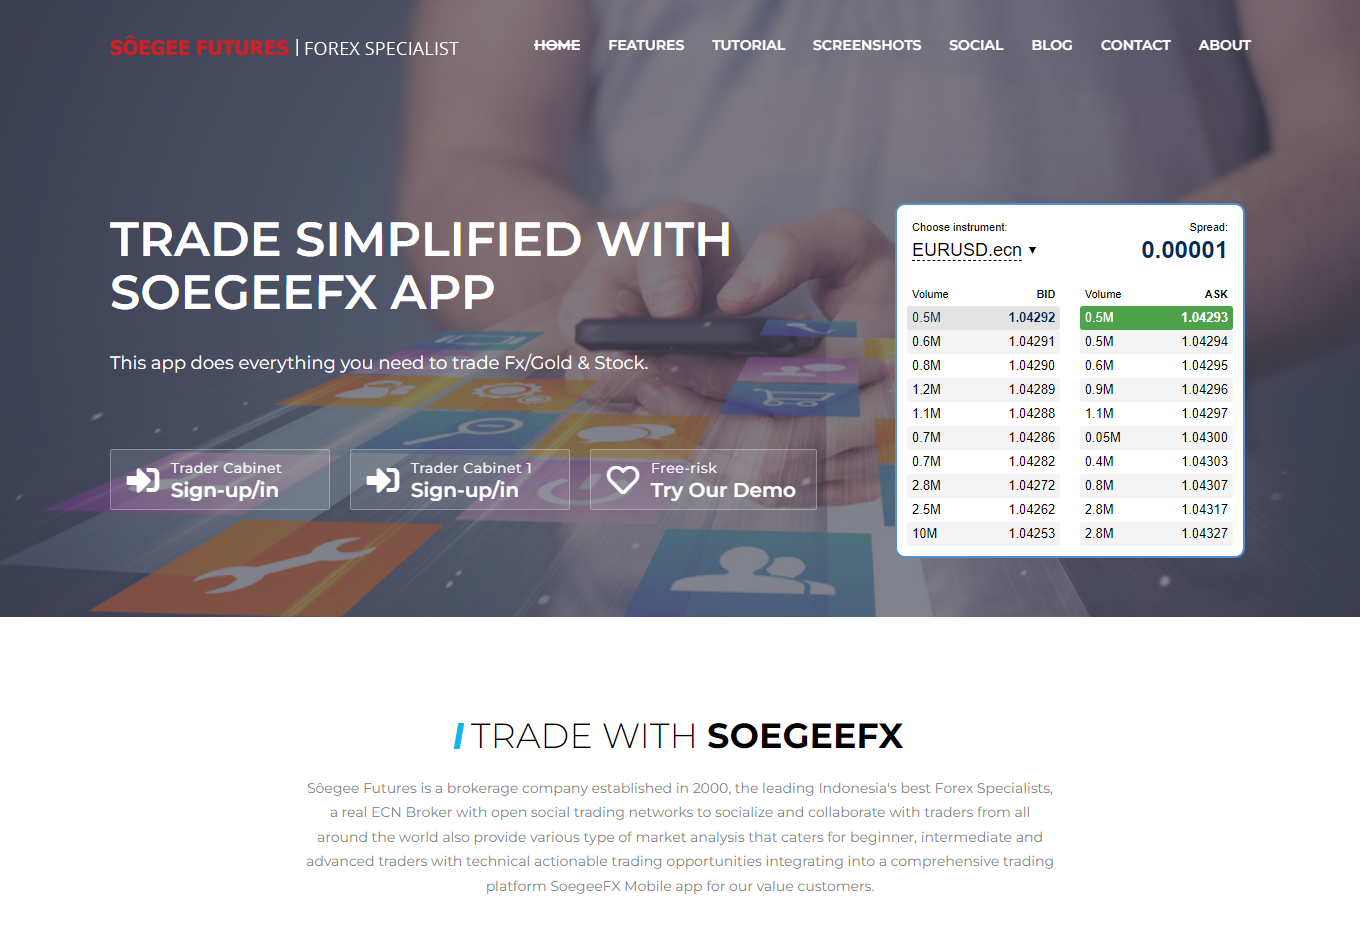 SÔEGEE FUTURES | FOREX SPECIALIST
HOME FEATURES TUTORIAL SCREENSHOTS SOCIAL BLOG CONTACT ABOUT
TRADE SIMPLIFIED WITH
SOEGEEFX APP
This app does everything you need to trade Fx/Gold & Stock.
Trader Cabinet
Sign-up/in
Trader Cabinet 1
Sign-up/in
Free-risk
Try Our Demo
Choose instrument: Spread:
EURUSD.ecn ▾ 0.00001
Volume BID Volume ASK
0.5M 1.04292 0.5M 1.04293
0.6M 1.04291 0.5M 1.04294
0.8M 1.04290 0.6M 1.04295
1.2M 1.04289 0.9M 1.04296
1.1M 1.04288 1.1M 1.04297
0.7M 1.04286 0.05M 1.04300
0.7M 1.04282 0.4M 1.04303
2.8M 1.04272 0.8M 1.04307
2.5M 1.04262 2.8M 1.04317
10M 1.04253 2.8M 1.04327
TRADE WITH SOEGEEFX
Sôegee Futures is a brokerage company established in 2000, the leading Indonesia's best Forex Specialists,
a real ECN Broker with open social trading networks to socialize and collaborate with traders from all
around the world also provide various type of market analysis that caters for beginner, intermediate and
advanced traders with technical actionable trading opportunities integrating into a comprehensive trading
platform SoegeeFX Mobile app for our value customers.